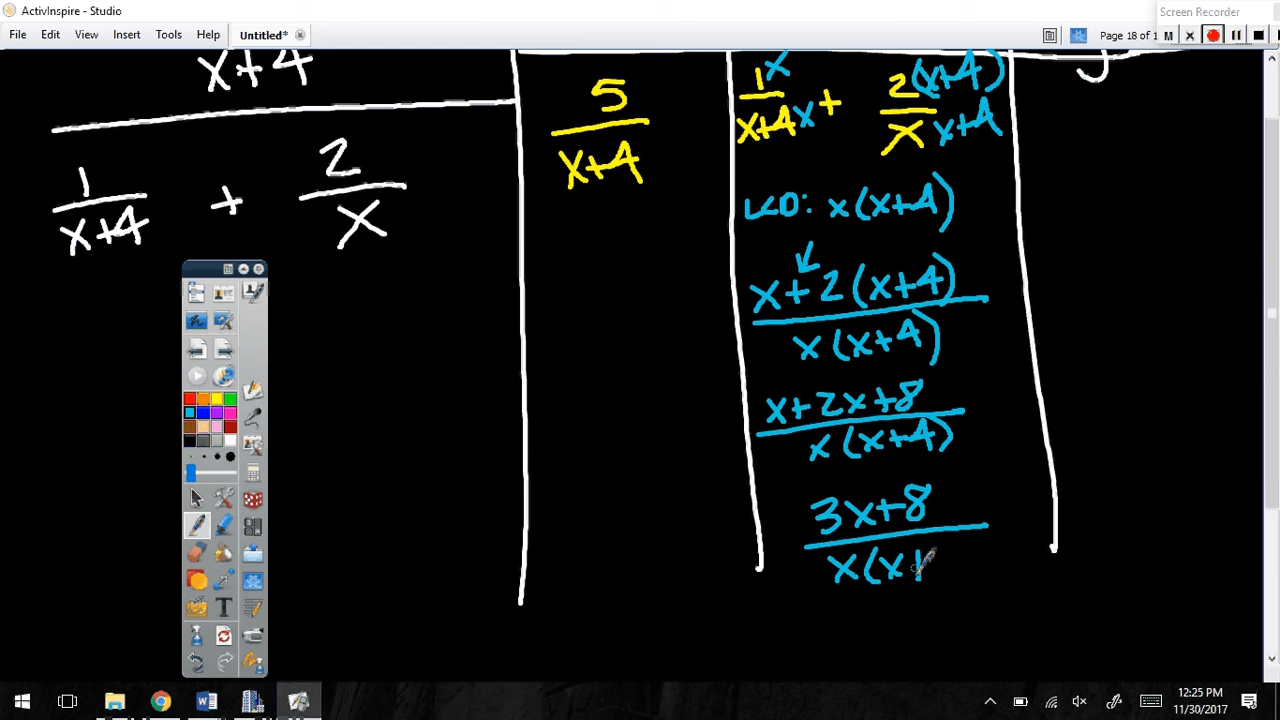 ActivInspire - Studio
Screen Recorder
File Edit View Insert Tools Help Untitled*
Page 18 of 1
M
x+4
1/(x+4) + 2/x
5/(x+4)
1x/(x+4)x + 2(x+4)/x x+4
LCD: x(x+4)
x+2(x+4)
x(x+4)
x+2x+8
x(x+4)
3x+8
x(x
T
12:25 PM
11/30/2017